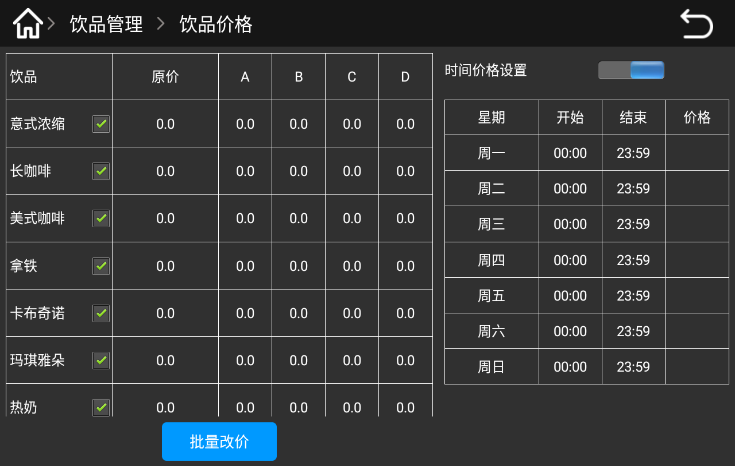 饮品管理 > 饮品价格
饮品 原价 A B C D
意式浓缩 0.0 0.0 0.0 0.0 0.0
长咖啡 0.0 0.0 0.0 0.0 0.0
美式咖啡 0.0 0.0 0.0 0.0 0.0
拿铁 0.0 0.0 0.0 0.0 0.0
卡布奇诺 0.0 0.0 0.0 0.0 0.0
玛琪雅朵 0.0 0.0 0.0 0.0 0.0
热奶 0.0 0.0 0.0 0.0 0.0
批量改价
时间价格设置
星期 开始 结束 价格
周一 00:00 23:59
周二 00:00 23:59
周三 00:00 23:59
周四 00:00 23:59
周五 00:00 23:59
周六 00:00 23:59
周日 00:00 23:59